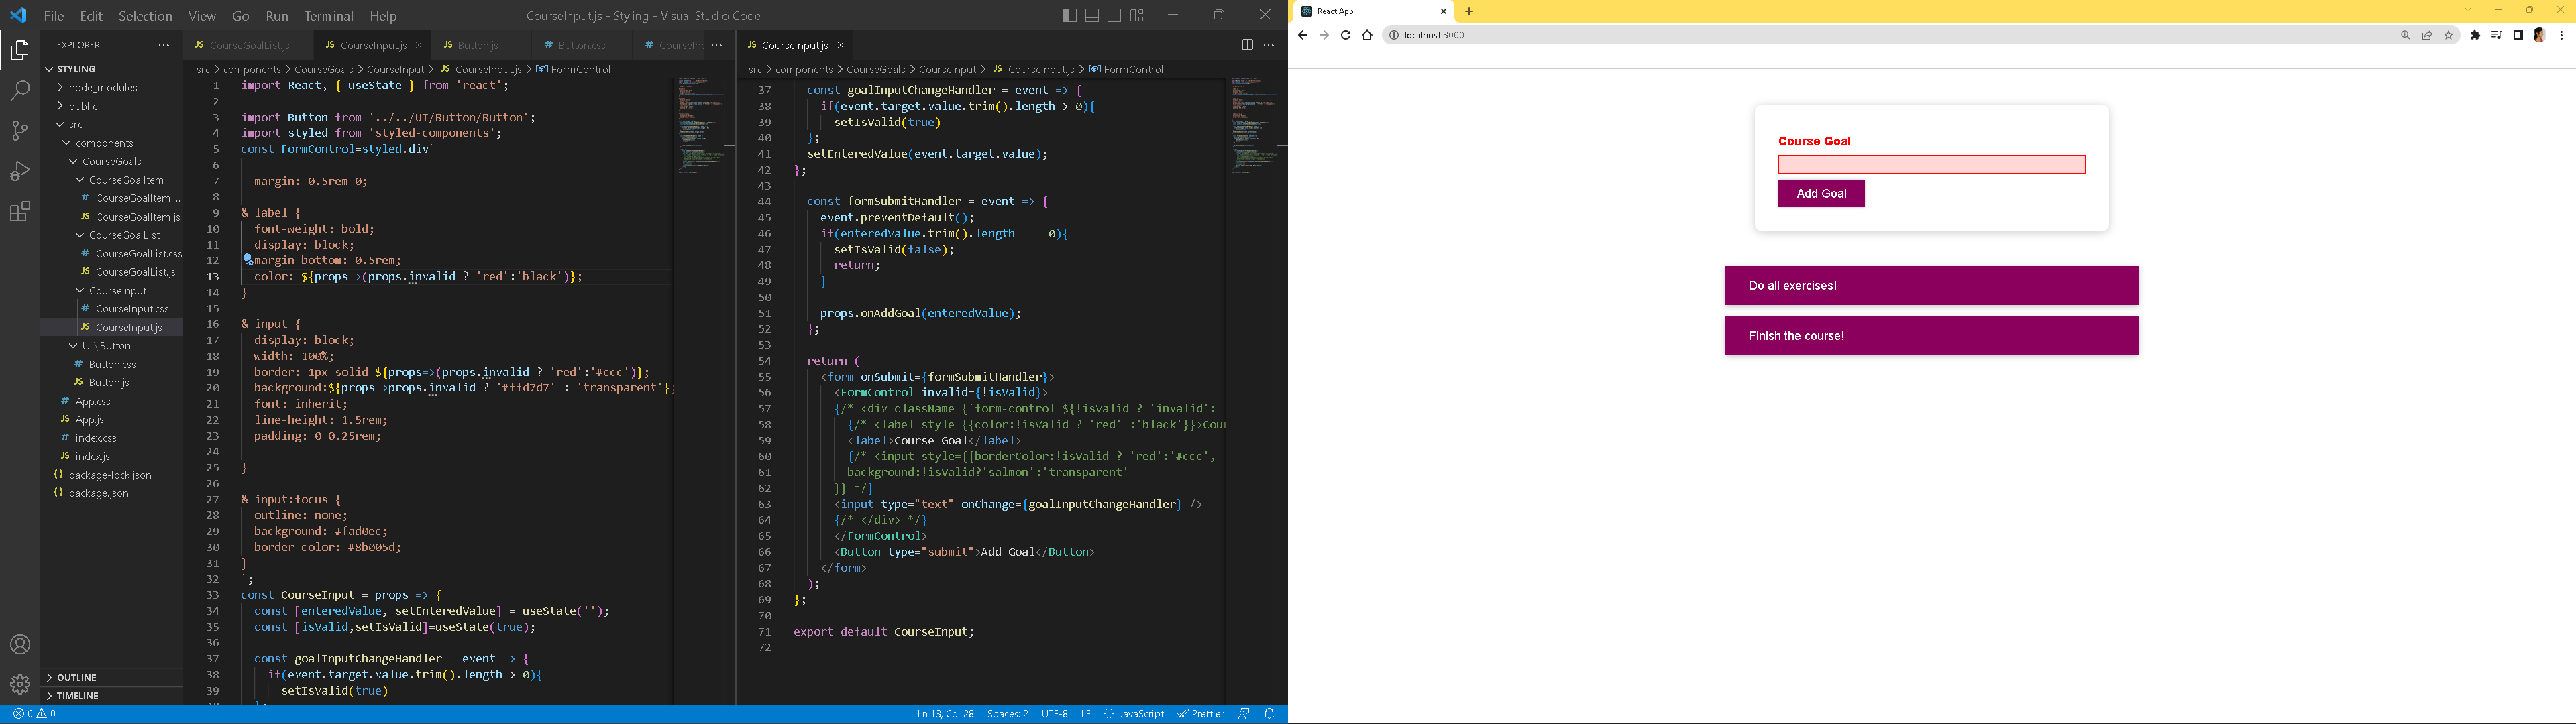 File Edit Selection View Go Run Terminal Help
CourseInput.js - Styling - Visual Studio Code
EXPLORER
STYLING
node_modules
public
src
components
CourseGoals
CourseGoalItem
# CourseGoalItem....
JS CourseGoalItem.js
CourseGoalList
# CourseGoalList.css
JS CourseGoalList.js
CourseInput
# CourseInput.css
JS CourseInput.js
UI \ Button
# Button.css
JS Button.js
# App.css
JS App.js
# index.css
JS index.js
{} package-lock.json
{} package.json
OUTLINE
TIMELINE
JS CourseGoalList.js JS CourseInput.js JS Button.js # Button.css # CourseInp
src > components > CourseGoals > CourseInput > JS CourseInput.js > FormControl
1 import React, { useState } from 'react';
2
3 import Button from '../../UI/Button/Button';
4 import styled from 'styled-components';
5 const FormControl=styled.div`
6
7 margin: 0.5rem 0;
8
9 & label {
10 font-weight: bold;
11 display: block;
12 margin-bottom: 0.5rem;
13 color: ${props=>(props.invalid ? 'red':'black')};
14 }
15
16 & input {
17 display: block;
18 width: 100%;
19 border: 1px solid ${props=>(props.invalid ? 'red':'#ccc')};
20 background:${props=>props.invalid ? '#ffd7d7' : 'transparent'};
21 font: inherit;
22 line-height: 1.5rem;
23 padding: 0 0.25rem;
24
25 }
26
27 & input:focus {
28 outline: none;
29 background: #fad0ec;
30 border-color: #8b005d;
31 }
32 `;
33 const CourseInput = props => {
34 const [enteredValue, setEnteredValue] = useState('');
35 const [isValid,setIsValid]=useState(true);
36
37 const goalInputChangeHandler = event => {
38 if(event.target.value.trim().length > 0){
39 setIsValid(true)
JS CourseInput.js
src > components > CourseGoals > CourseInput > JS CourseInput.js > FormControl
37 const goalInputChangeHandler = event => {
38 if(event.target.value.trim().length > 0){
39 setIsValid(true)
40 };
41 setEnteredValue(event.target.value);
42 };
43
44 const formSubmitHandler = event => {
45 event.preventDefault();
46 if(enteredValue.trim().length === 0){
47 setIsValid(false);
48 return;
49 }
50
51 props.onAddGoal(enteredValue);
52 };
53
54 return (
55 <form onSubmit={formSubmitHandler}>
56 <FormControl invalid={!isValid}>
57 {/* <div className={`form-control ${!isValid ? 'invalid': '
58 {/* <label style={{color:!isValid ? 'red' :'black'}}>Cour
59 <label>Course Goal</label>
60 {/* <input style={{borderColor:!isValid ? 'red':'#ccc',
61 background:!isValid?'salmon':'transparent'
62 }} */}
63 <input type="text" onChange={goalInputChangeHandler} />
64 {/* </div> */}
65 </FormControl>
66 <Button type="submit">Add Goal</Button>
67 </form>
68 );
69 };
70
71 export default CourseInput;
72
0 0
Ln 13, Col 28 Spaces: 2 UTF-8 LF {} JavaScript Prettier
React App
localhost:3000
Course Goal
Add Goal
Do all exercises!
Finish the course!